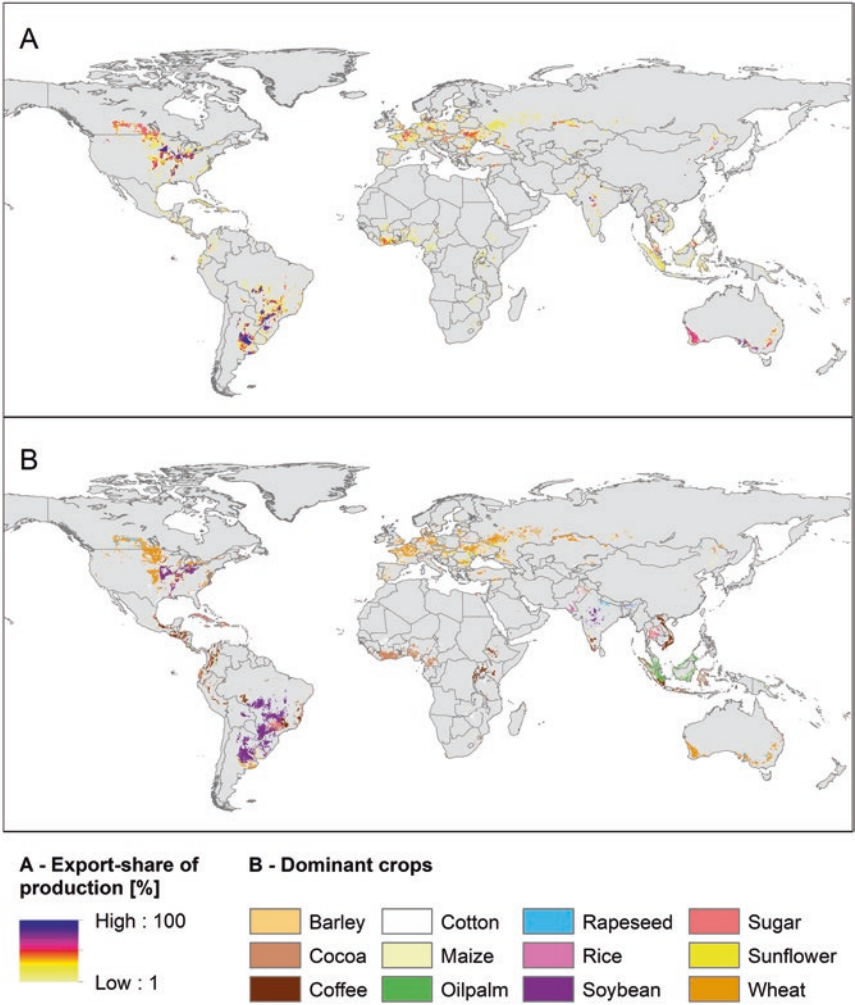 A
B
A - Export-share of
production [%]
High : 100
Low : 1
B - Dominant crops
Barley
Cotton
Rapeseed
Sugar
Cocoa
Maize
Rice
Sunflower
Coffee
Oilpalm
Soybean
Wheat